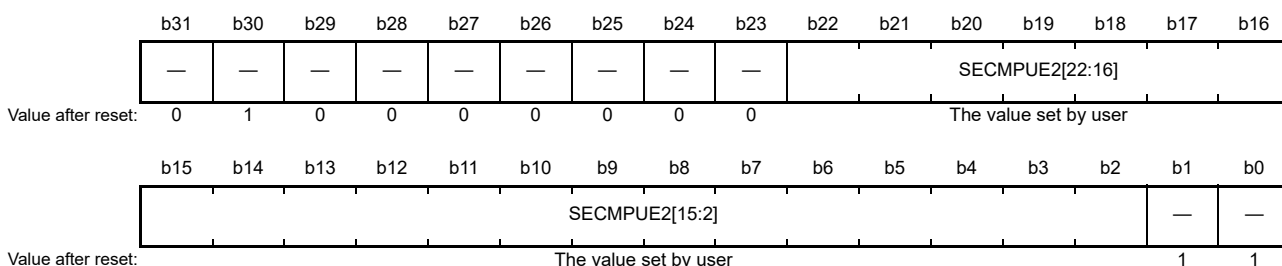 b31 b30 b29 b28 b27 b26 b25 b24 b23 b22 b21 b20 b19 b18 b17 b16
— — — — — — — — — SECMPUE2[22:16]
Value after reset: 0 1 0 0 0 0 0 0 0 The value set by user
b15 b14 b13 b12 b11 b10 b9 b8 b7 b6 b5 b4 b3 b2 b1 b0
SECMPUE2[15:2] — —
Value after reset: The value set by user 1 1